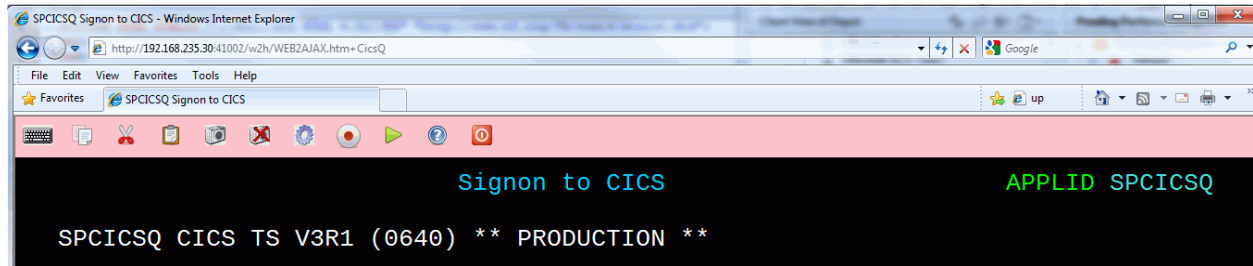 SPCICSQ Signon to CICS - Windows Internet Explorer
http://192.168.235.30:41002/w2h/WEB2AJAX.htm+CicsQ
Google
File Edit View Favorites Tools Help
Favorites SPCICSQ Signon to CICS up
Signon to CICS APPLID SPCICSQ
SPCICSQ CICS TS V3R1 (0640) ** PRODUCTION **